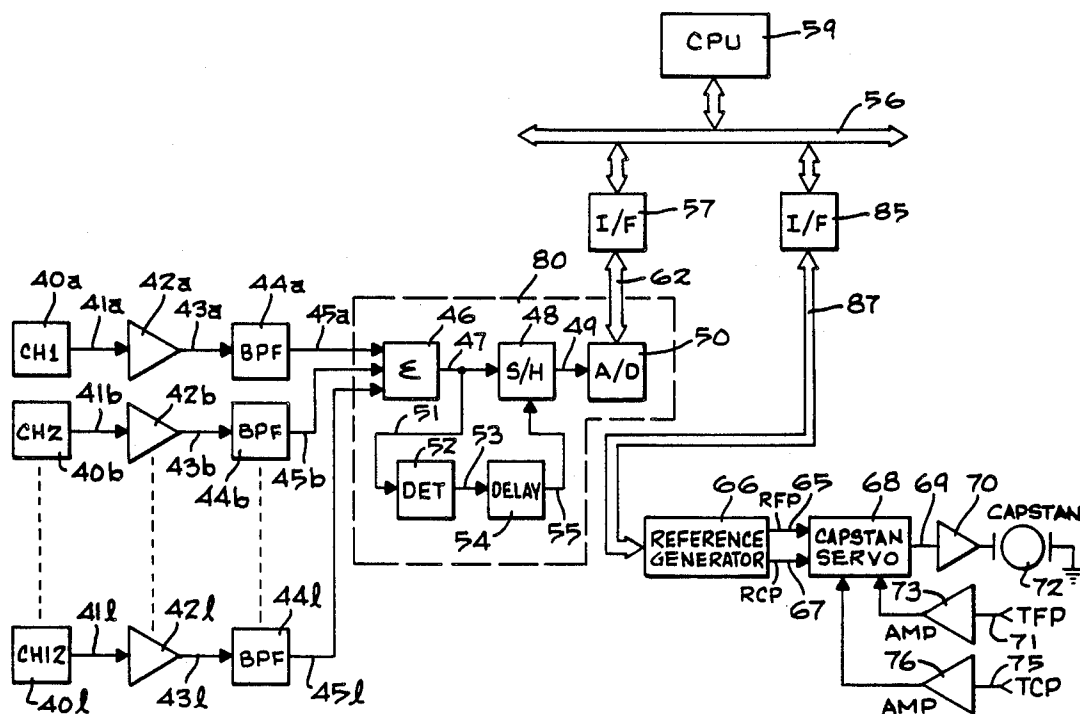 CPU
59
56
I/F
57
I/F
85
62
87
80
40a
41a
42a
43a
44a
45a
46
47
48
49
50
CH1
BPF
Ɛ
S/H
A/D
41b
42b
51
52
53
CH2
BPF
40b
43b
44b
45b
DET
DELAY
54
55
66
RFP
65
68
69
70
CAPSTAN
REFERENCE
GENERATOR
CAPSTAN
SERVO
RCP
67
72
73
TFP
AMP
71
76
75
TCP
AMP
41l
42l
44l
CH12
BPF
40l
43l
45l